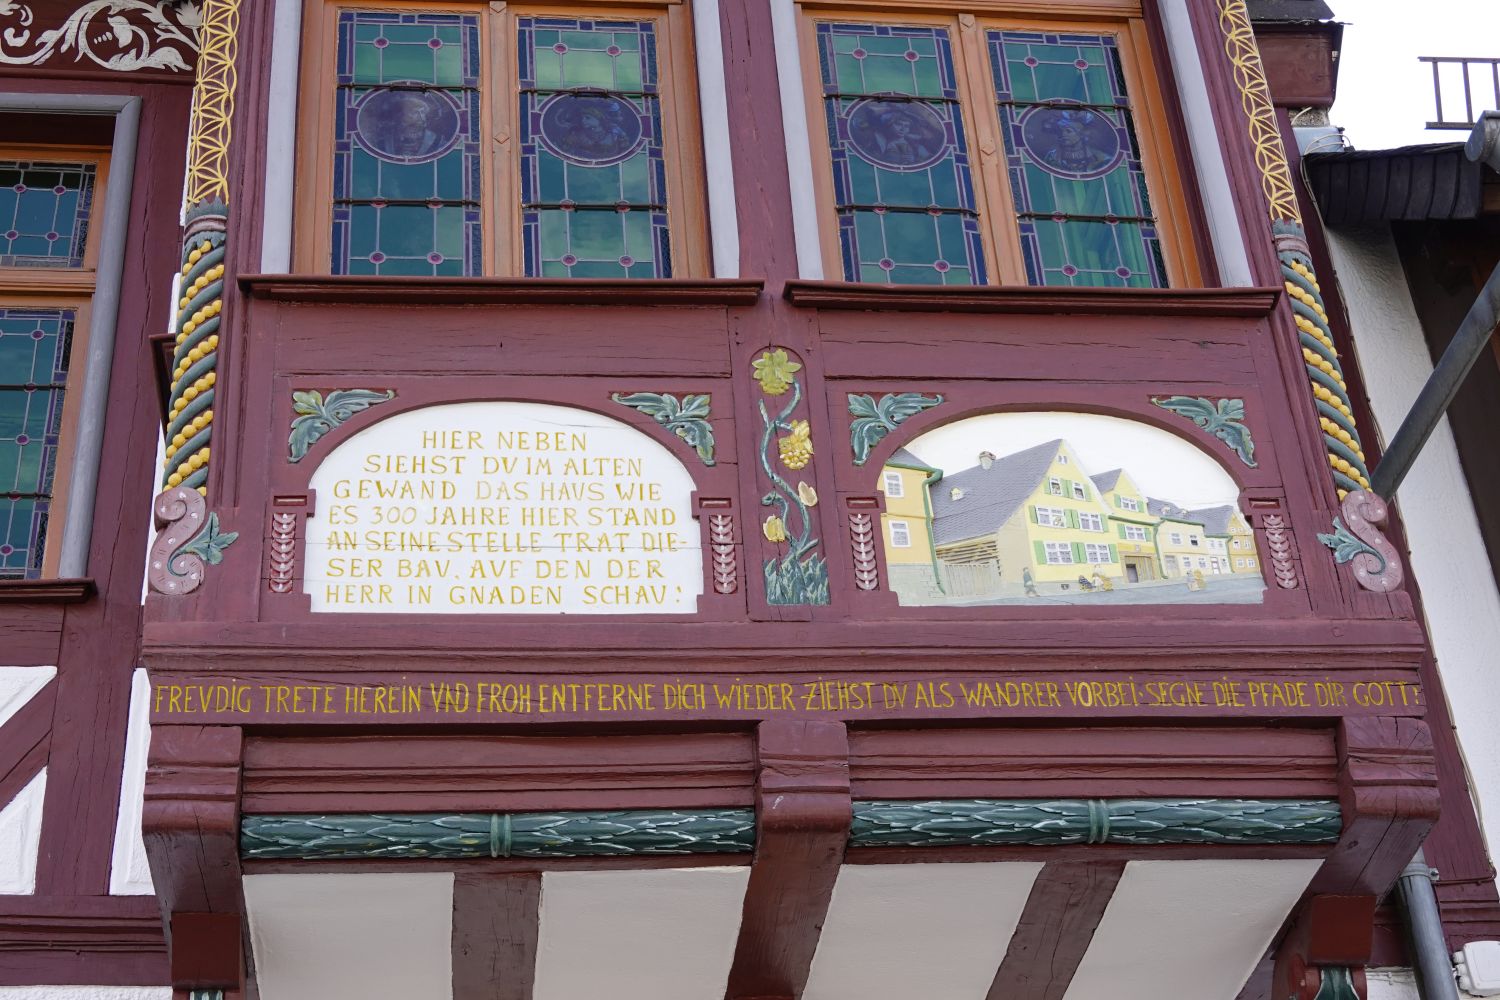 HIER NEBEN
SIEHST DV IM ALTEN
GEWAND DAS HAVS WIE
ES 300 JAHRE HIER STAND
AN SEINE STELLE TRAT DIE-
SER BAV. AVF DEN DER
HERR IN GNADEN SCHAV!
FREVDIG TRETE HEREIN VND FROH ENTFERNE DICH WIEDER·ZIEHST DV ALS WANDRER VORBEI·SEGNE DIE PFADE DIR GOTT!